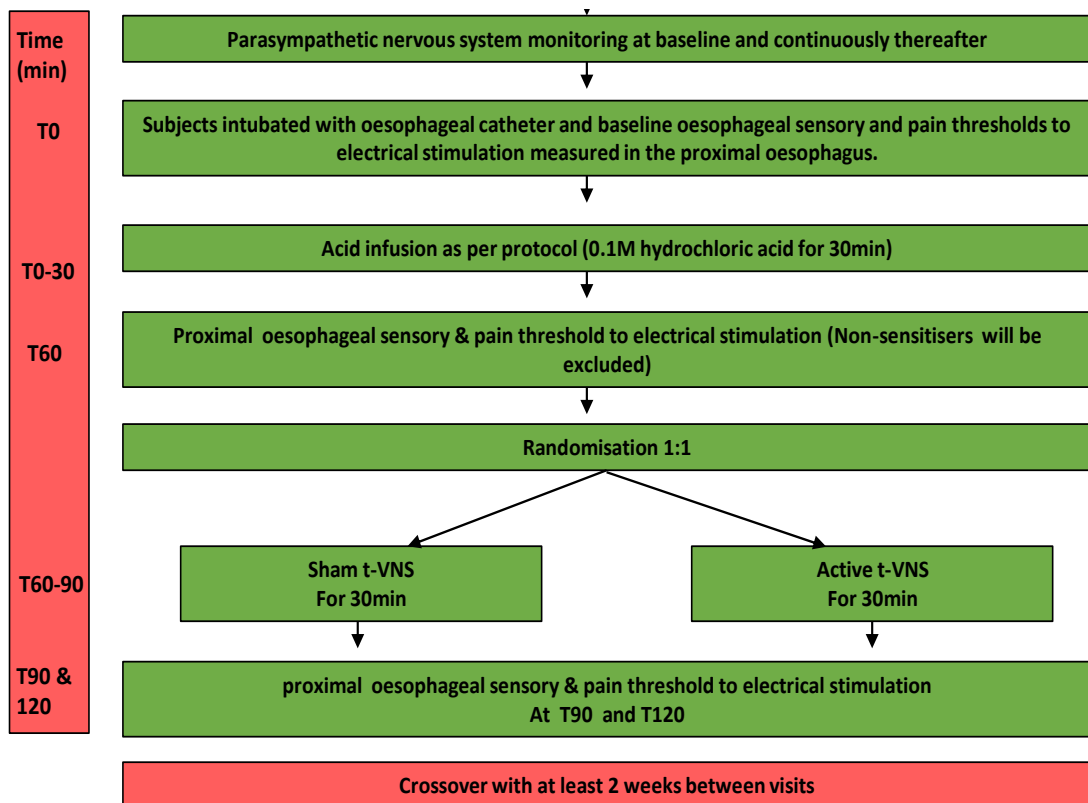 Time
(min)
Parasympathetic nervous system monitoring at baseline and continuously thereafter
T0
Subjects intubated with oesophageal catheter and baseline oesophageal sensory and pain thresholds to
electrical stimulation measured in the proximal oesophagus.
T0-30
Acid infusion as per protocol (0.1M hydrochloric acid for 30min)
T60
Proximal oesophageal sensory & pain threshold to electrical stimulation (Non-sensitisers will be
excluded)
Randomisation 1:1
T60-90
Sham t-VNS
For 30min
Active t-VNS
For 30min
T90 &
120
proximal oesophageal sensory & pain threshold to electrical stimulation
At T90 and T120
Crossover with at least 2 weeks between visits